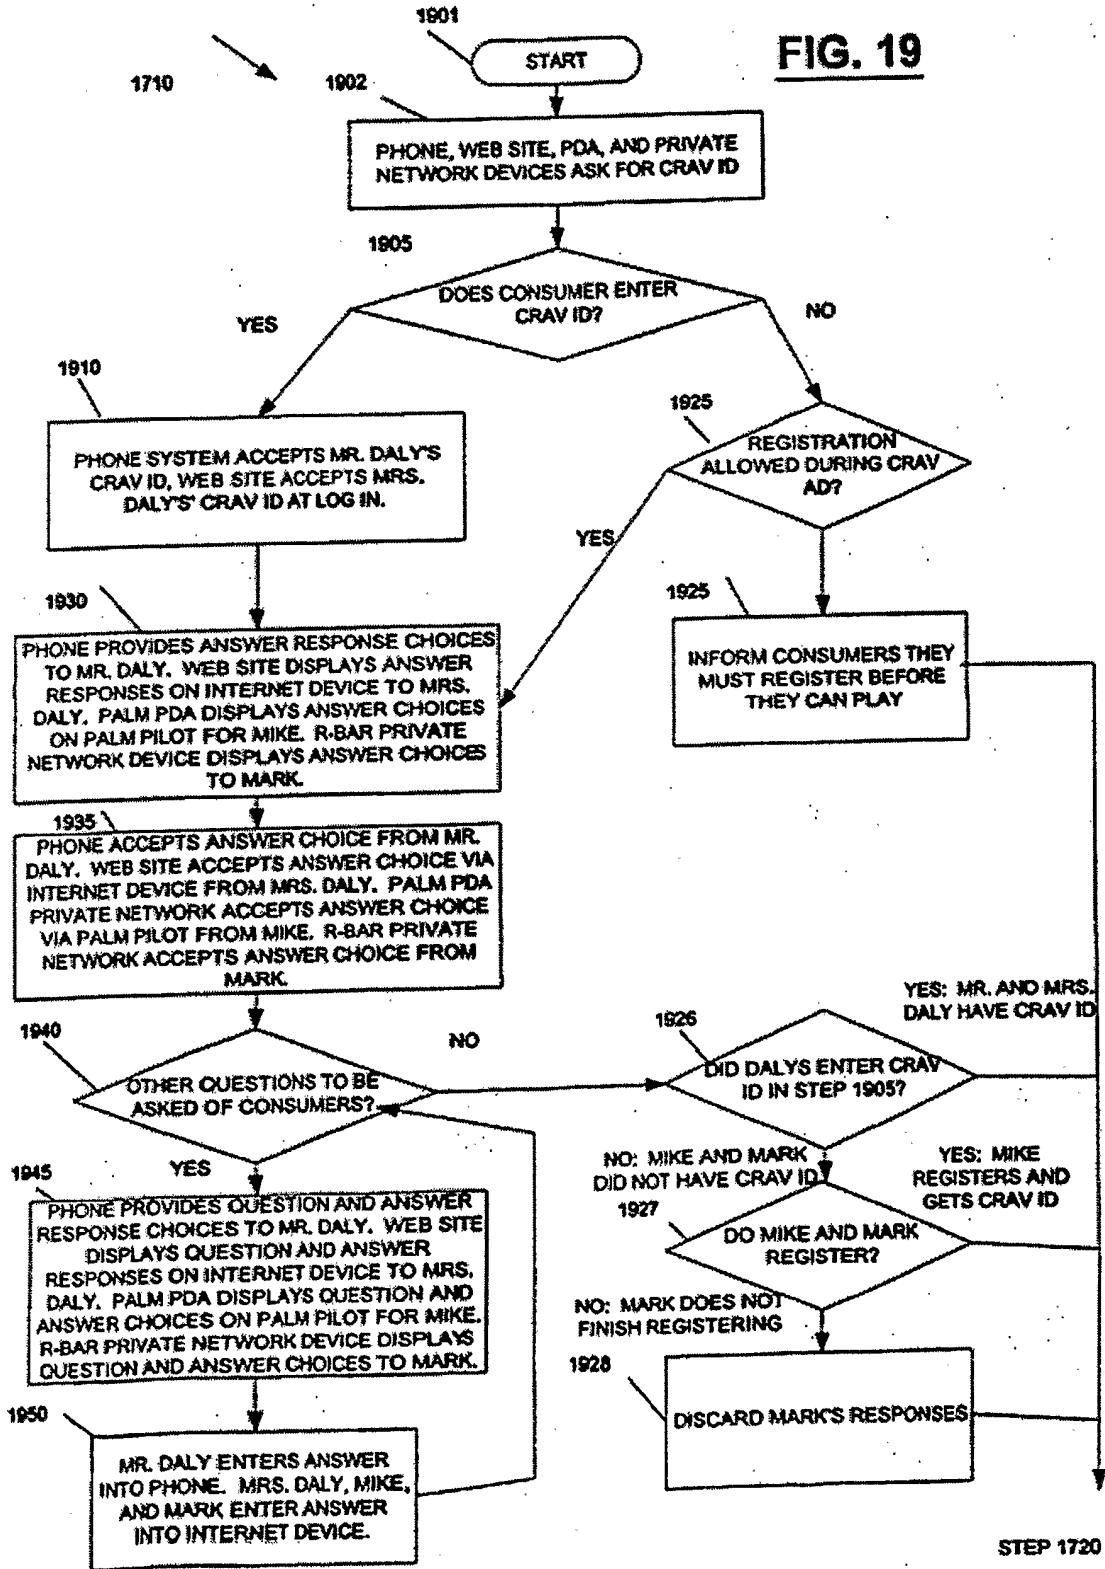 1901
START
FIG. 19
1710
1902
PHONE, WEB SITE, PDA, AND PRIVATE
NETWORK DEVICES ASK FOR CRAV ID
1905
DOES CONSUMER ENTER
CRAV ID?
YES
NO
1910
PHONE SYSTEM ACCEPTS MR. DALY'S
CRAV ID, WEB SITE ACCEPTS MRS.
DALY'S' CRAV ID AT LOG IN.
1925
REGISTRATION
ALLOWED DURING CRAV
AD?
YES
1930
PHONE PROVIDES ANSWER RESPONSE CHOICES
TO MR. DALY. WEB SITE DISPLAYS ANSWER
RESPONSES ON INTERNET DEVICE TO MRS.
DALY. PALM PDA DISPLAYS ANSWER CHOICES
ON PALM PILOT FOR MIKE. R-BAR PRIVATE
NETWORK DEVICE DISPLAYS ANSWER CHOICES
TO MARK.
1925
INFORM CONSUMERS THEY
MUST REGISTER BEFORE
THEY CAN PLAY
1935
PHONE ACCEPTS ANSWER CHOICE FROM MR.
DALY. WEB SITE ACCEPTS ANSWER CHOICE VIA
INTERNET DEVICE FROM MRS. DALY. PALM PDA
PRIVATE NETWORK ACCEPTS ANSWER CHOICE
VIA PALM PILOT FROM MIKE. R-BAR PRIVATE
NETWORK ACCEPTS ANSWER CHOICE FROM
MARK.
1940
OTHER QUESTIONS TO BE
ASKED OF CONSUMERS?
NO
YES
1926
DID DALYS ENTER CRAV
ID IN STEP 1905?
YES: MR. AND MRS.
DALY HAVE CRAV ID
NO: MIKE AND MARK
DID NOT HAVE CRAV ID
YES: MIKE
REGISTERS AND
GETS CRAV ID
1927
DO MIKE AND MARK
REGISTER?
NO: MARK DOES NOT
FINISH REGISTERING
1928
DISCARD MARK'S RESPONSES
1945
PHONE PROVIDES QUESTION AND ANSWER
RESPONSE CHOICES TO MR. DALY. WEB SITE
DISPLAYS QUESTION AND ANSWER
RESPONSES ON INTERNET DEVICE TO MRS.
DALY. PALM PDA DISPLAYS QUESTION AND
ANSWER CHOICES ON PALM PILOT FOR MIKE.
R-BAR PRIVATE NETWORK DEVICE DISPLAYS
QUESTION AND ANSWER CHOICES TO MARK.
1950
MR. DALY ENTERS ANSWER
INTO PHONE. MRS. DALY, MIKE,
AND MARK ENTER ANSWER
INTO INTERNET DEVICE.
STEP 1720